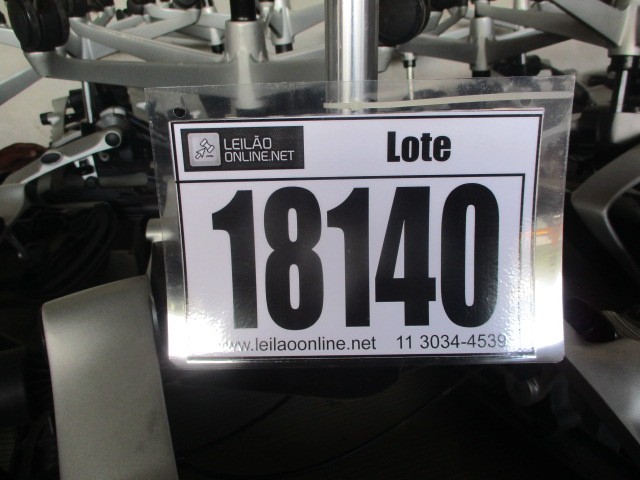 LEILÃO
ONLINE.NET
Lote
18140
www.leilaoonline.net 11 3034-4539